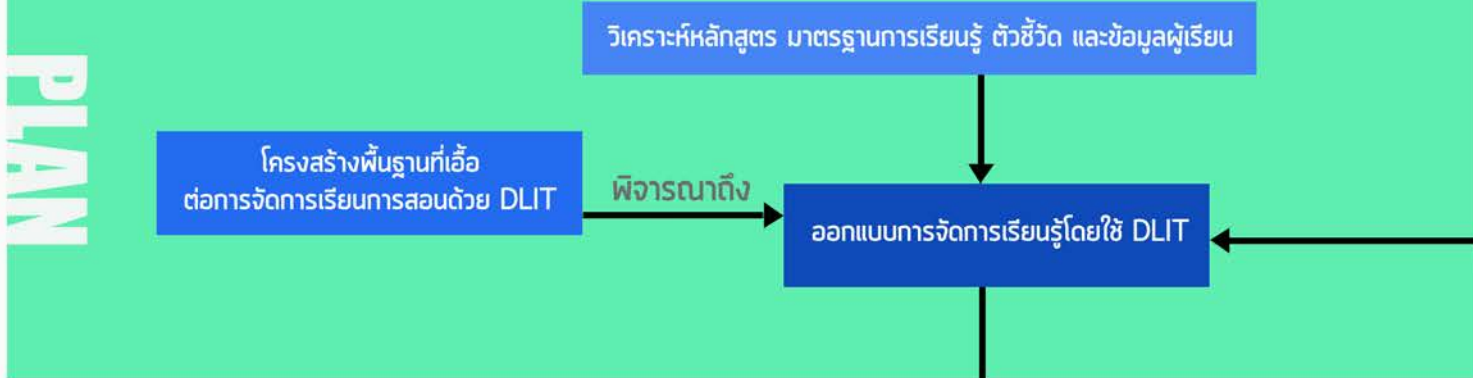 PLAN
วิเคราะห์หลักสูตร มาตรฐานการเรียนรู้ ตัวชี้วัด และข้อมูลผู้เรียน
โครงสร้างพื้นฐานที่เอื้อ
ต่อการจัดการเรียนการสอนด้วย DLIT
พิจารณาถึง
ออกแบบการจัดการเรียนรู้โดยใช้ DLIT